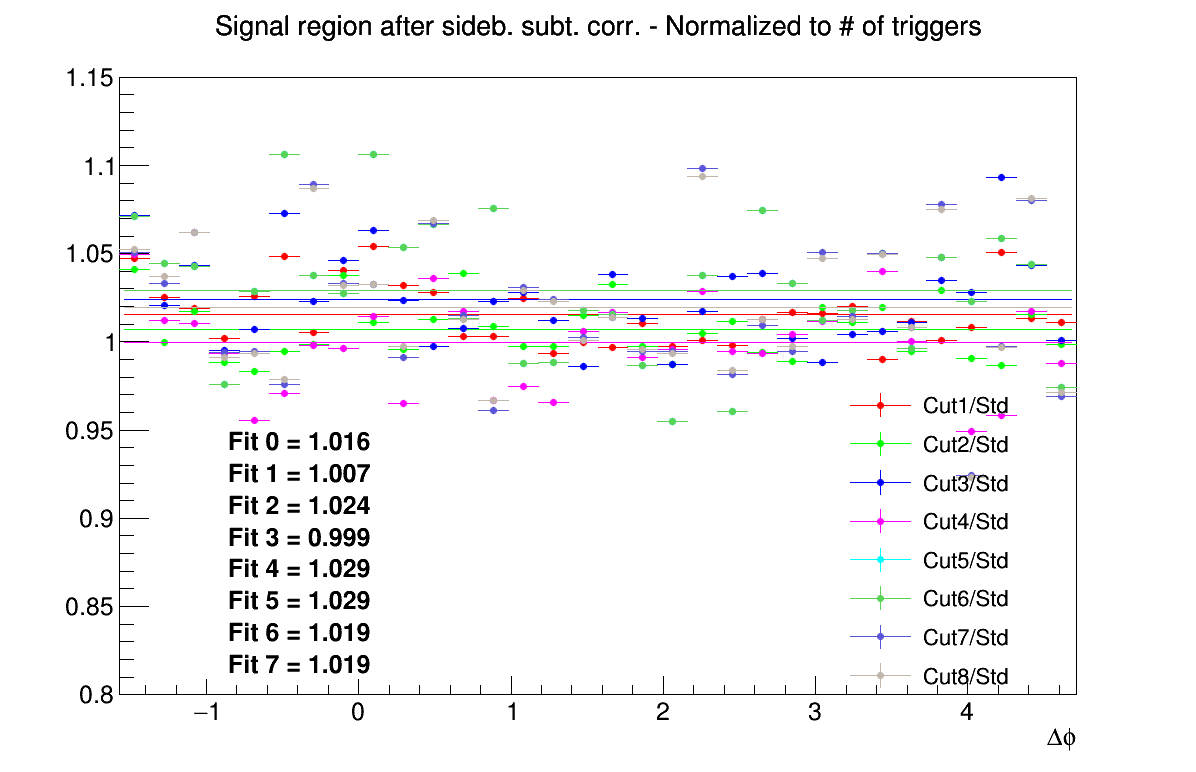 Signal region after sideb. subt. corr. - Normalized to # of triggers
1.15
1.1
1.05
1
0.95
0.9
0.85
0.8
Fit 0 = 1.016
Fit 1 = 1.007
Fit 2 = 1.024
Fit 3 = 0.999
Fit 4 = 1.029
Fit 5 = 1.029
Fit 6 = 1.019
Fit 7 = 1.019
Cut1/Std
Cut2/Std
Cut3/Std
Cut4/Std
Cut5/Std
Cut6/Std
Cut7/Std
Cut8/Std
−1 0 1 2 3 4
Δϕ